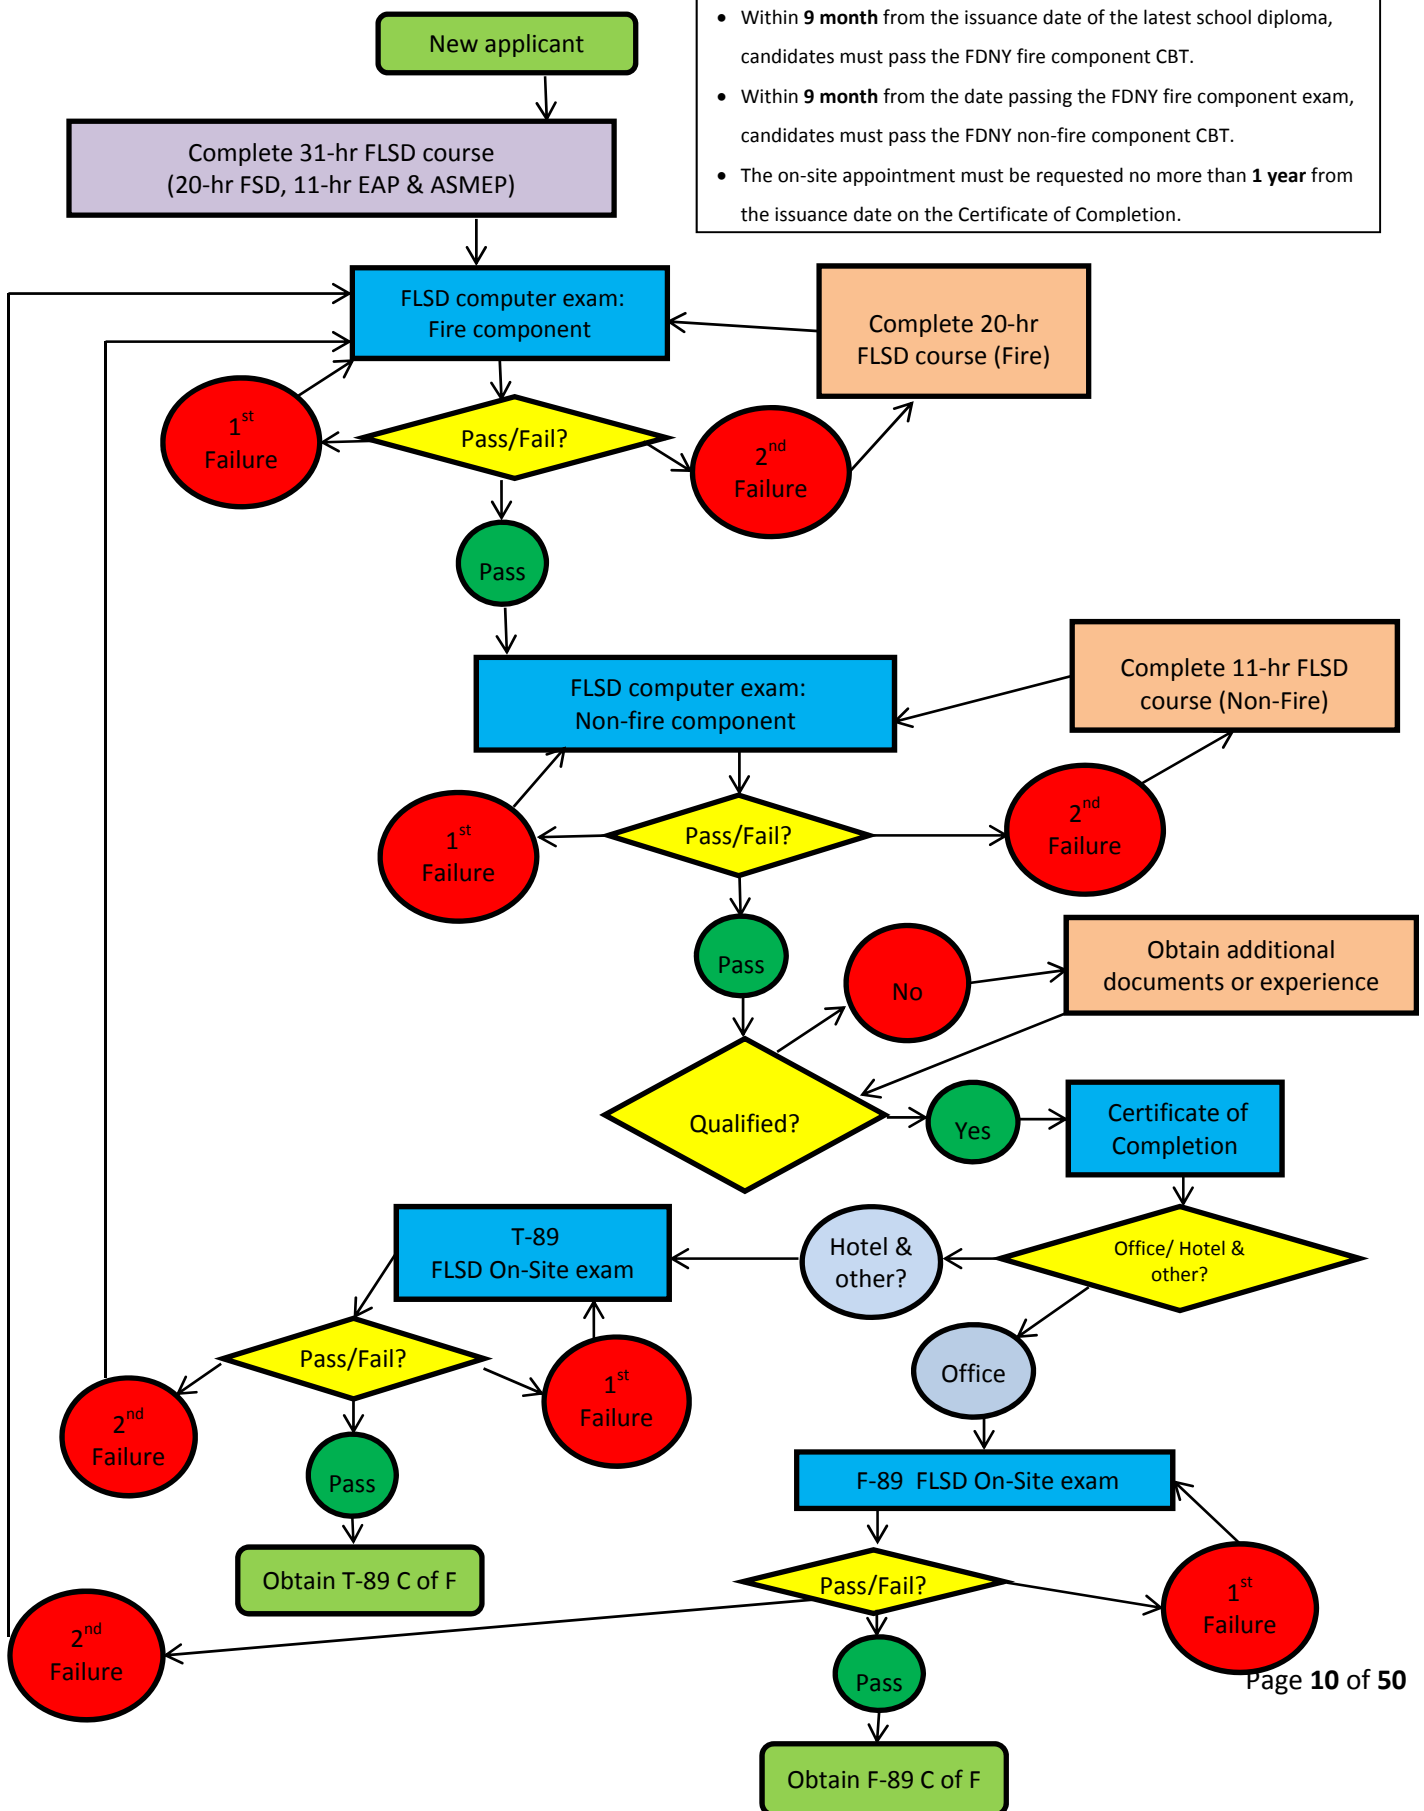 • Within 9 month from the issuance date of the latest school diploma,
candidates must pass the FDNY fire component CBT.
• Within 9 month from the date passing the FDNY fire component exam,
candidates must pass the FDNY non-fire component CBT.
• The on-site appointment must be requested no more than 1 year from
the issuance date on the Certificate of Completion.
New applicant
Complete 31-hr FLSD course
(20-hr FSD, 11-hr EAP & ASMEP)
FLSD computer exam:
Fire component
Complete 20-hr
FLSD course (Fire)
1st
Failure
Pass/Fail?
2nd
Failure
Pass
FLSD computer exam:
Non-fire component
Complete 11-hr FLSD
course (Non-Fire)
1st
Failure
Pass/Fail?
2nd
Failure
Pass
No
Obtain additional
documents or experience
Qualified?
Yes
Certificate of
Completion
Office/ Hotel &
other?
Hotel &
other?
T-89
FLSD On-Site exam
Pass/Fail?
1st
Failure
2nd
Failure
Pass
Obtain T-89 C of F
Office
F-89 FLSD On-Site exam
Pass/Fail?
1st
Failure
2nd
Failure
Pass
Obtain F-89 C of F
Page 10 of 50